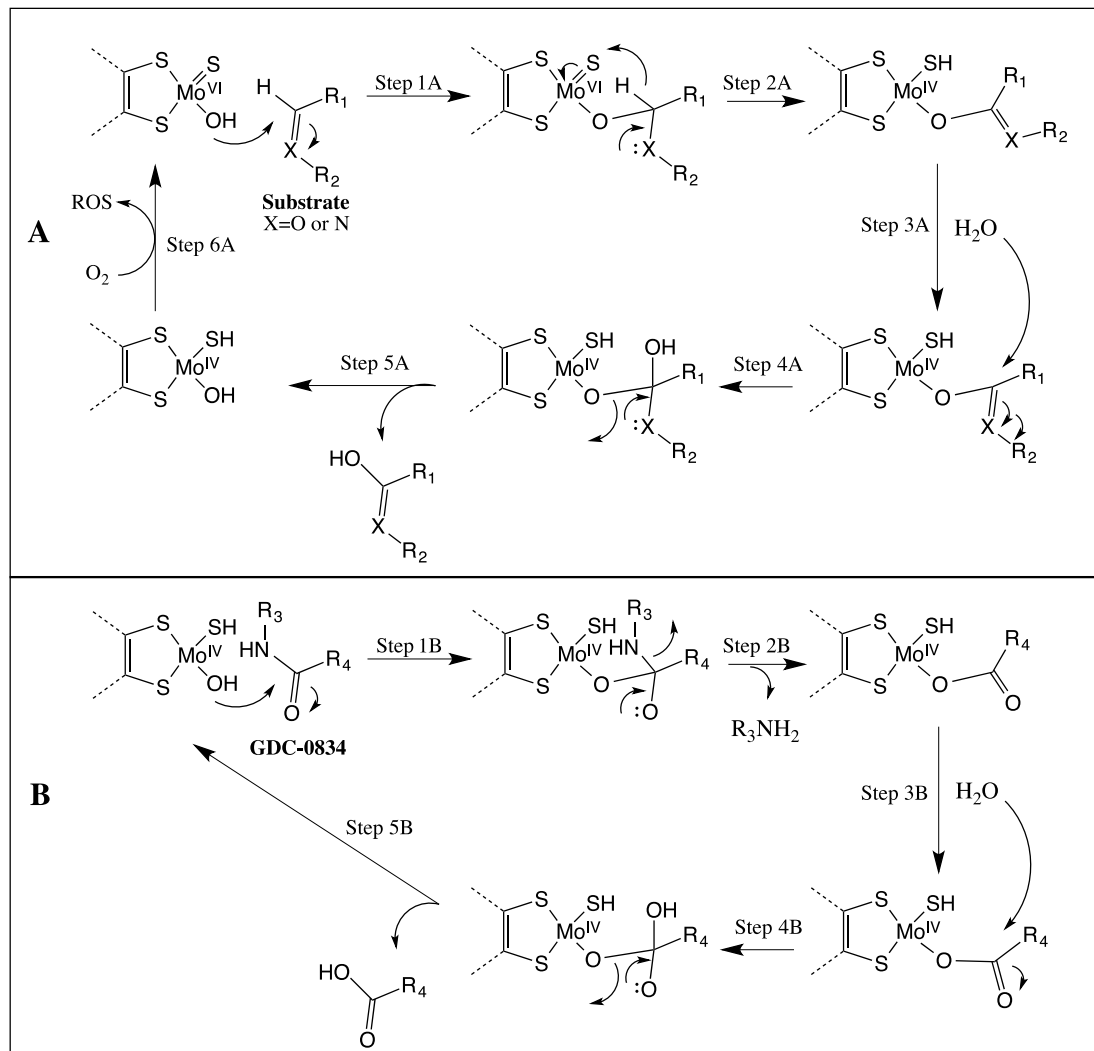 A
S
S
Mo
VI
S
OH
H
R1
X
R2
Substrate
X=O or N
Step 1A
S
S
Mo
VI
S
O
H
R1
:X
R2
Step 2A
S
S
Mo
IV
SH
O
R1
X
R2
Step 3A
H2O
S
S
Mo
IV
SH
O
R1
X
R2
Step 4A
S
S
Mo
IV
SH
O
OH
R1
:X
R2
Step 5A
HO
R1
X
R2
S
S
Mo
IV
SH
OH
Step 6A
O2
ROS
B
S
S
Mo
IV
SH
OH
R3
HN
R4
O
GDC-0834
Step 1B
S
S
Mo
IV
SH
O
R3
HN
R4
:O
Step 2B
R3NH2
S
S
Mo
IV
SH
O
R4
O
Step 3B
H2O
S
S
Mo
IV
SH
O
R4
O
Step 4B
S
S
Mo
IV
SH
O
OH
R4
:O
Step 5B
HO
R4
O